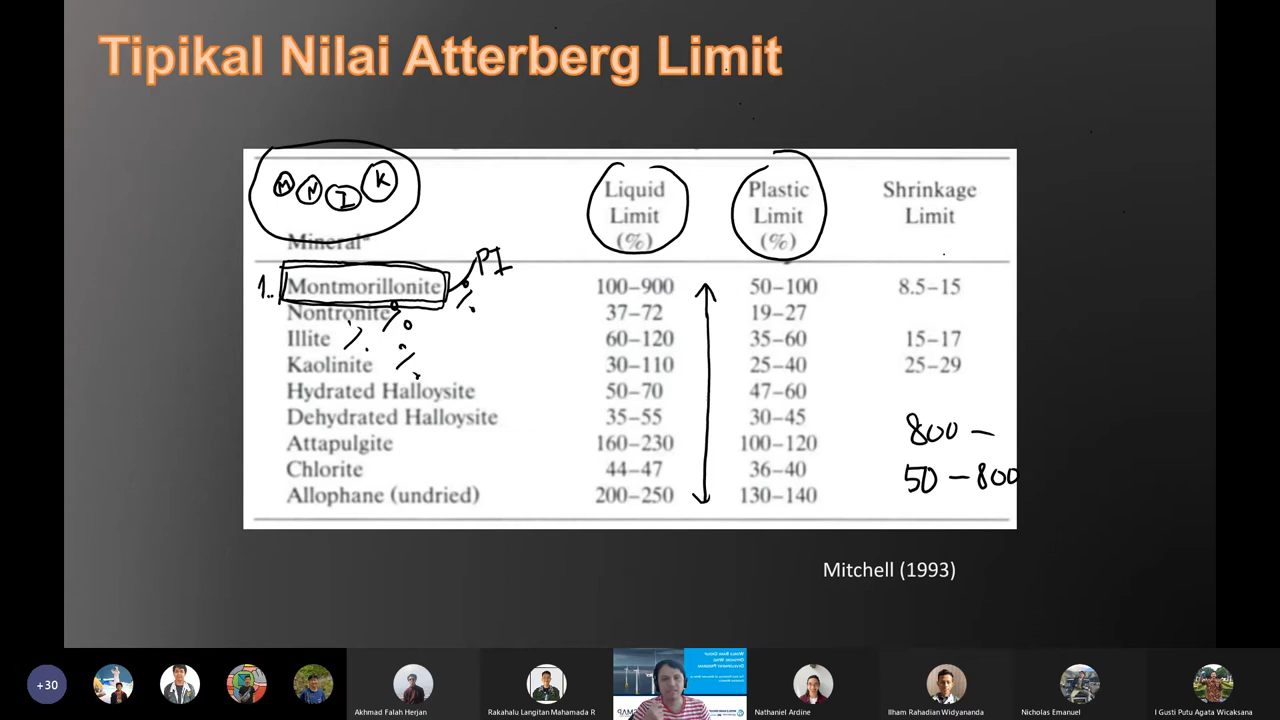 Tipikal Nilai Atterberg Limit
M N I K
Liquid Limit (%)
Plastic Limit (%)
Shrinkage Limit
Mineral
PI
1.. Montmorillonite 100–900 50–100 8.5–15
Nontronite 37–72 19–27
Illite 60–120 35–60 15–17
Kaolinite 30–110 25–40 25–29
Hydrated Halloysite 50–70 47–60
Dehydrated Halloysite 35–55 30–45
Attapulgite 160–230 100–120
Chlorite 44–47 36–40
Allophane (undried) 200–250 130–140
800 –
50 – 800
Mitchell (1993)
+30
Akhmad Falah Herjan
Rakahalu Langitan Mahamada R
Nathaniel Ardine
Ilham Rahadian Widyananda
Nicholas Emanuel
I Gusti Putu Agata Wicaksana